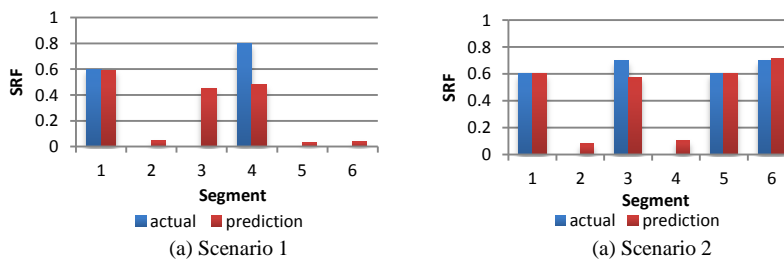 1
0.8
0.6
0.4
0.2
0
SRF
1 2 3 4 5 6
Segment
actual prediction
(a) Scenario 1
1
0.8
0.6
0.4
0.2
0
SRF
1 2 3 4 5 6
Segment
actual prediction
(a) Scenario 2